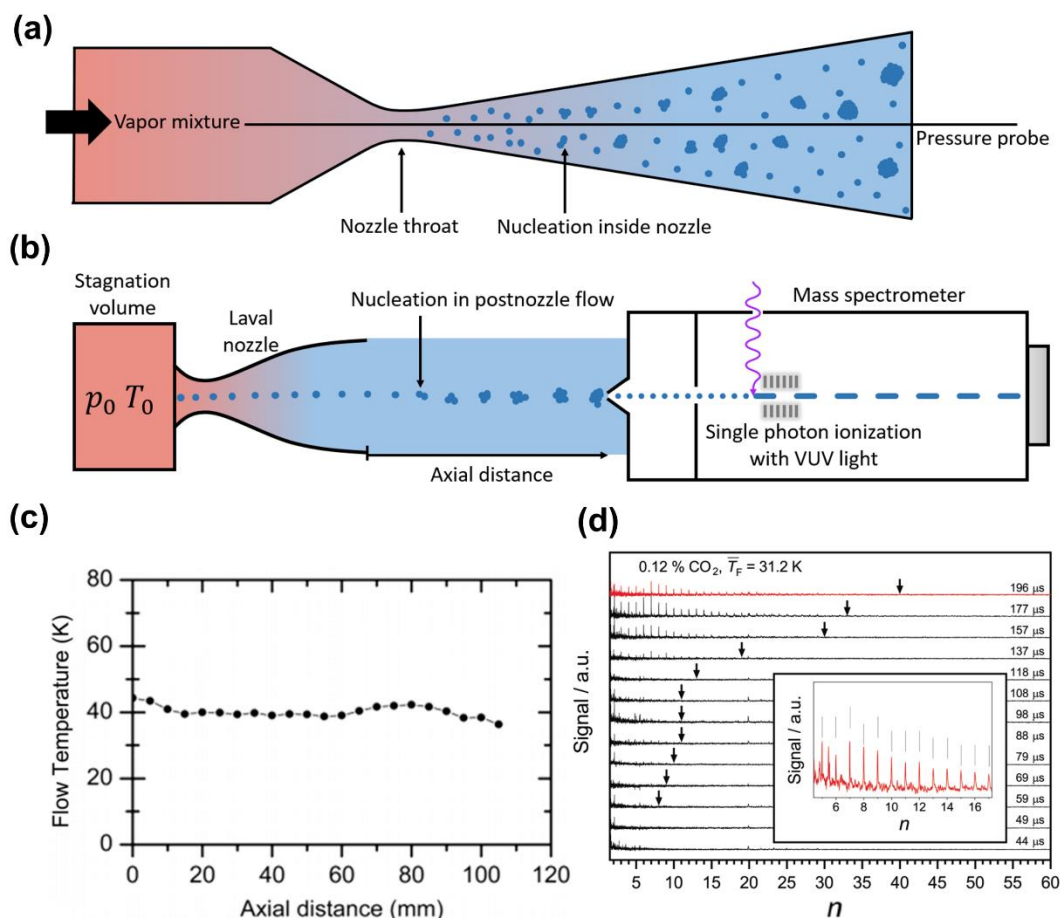 (a)
Vapor mixture
Pressure probe
Nozzle throat
Nucleation inside nozzle
(b)
Stagnation
volume
Nucleation in postnozzle flow
Mass spectrometer
Laval
nozzle
p₀ T₀
Single photon ionization
with VUV light
Axial distance
(c)
80
60
40
20
0
Flow Temperature (K)
0 20 40 60 80 100 120
Axial distance (mm)
(d)
0.12 % CO₂, T̅F = 31.2 K
196 µs
177 µs
157 µs
137 µs
118 µs
108 µs
98 µs
88 µs
79 µs
69 µs
59 µs
49 µs
44 µs
Signal / a.u.
Signal / a.u.
6 8 10 12 14 16
n
5 10 15 20 25 30 35 40 45 50 55 60
n